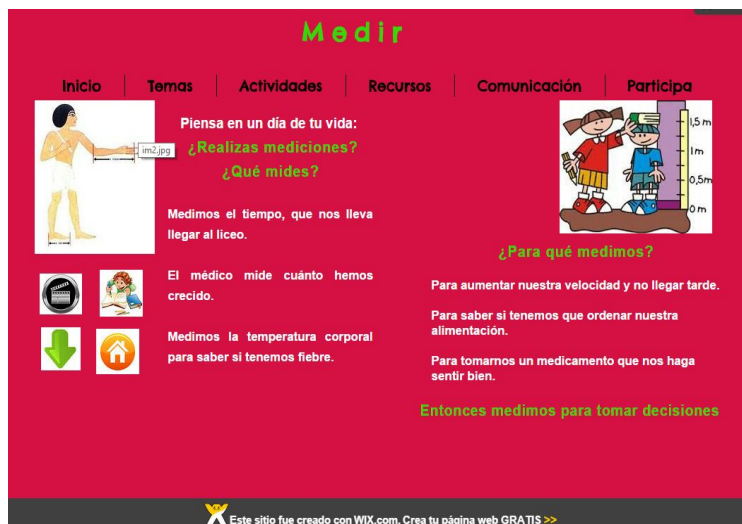 Medir
Inicio
Temas
Actividades
Recursos
Comunicación
Participa
im2.jpg
Piensa en un día de tu vida:
¿Realizas mediciones?
¿Qué mides?
Medimos el tiempo, que nos lleva
llegar al liceo.
El médico mide cuánto hemos
crecido.
Medimos la temperatura corporal
para saber si tenemos fiebre.
1,5 m
1m
0,5m
0m
¿Para qué medimos?
Para aumentar nuestra velocidad y no llegar tarde.
Para saber si tenemos que ordenar nuestra
alimentación.
Para tomarnos un medicamento que nos haga
sentir bien.
Entonces medimos para tomar decisiones
Este sitio fue creado con WIX.com. Crea tu página web GRATIS >>